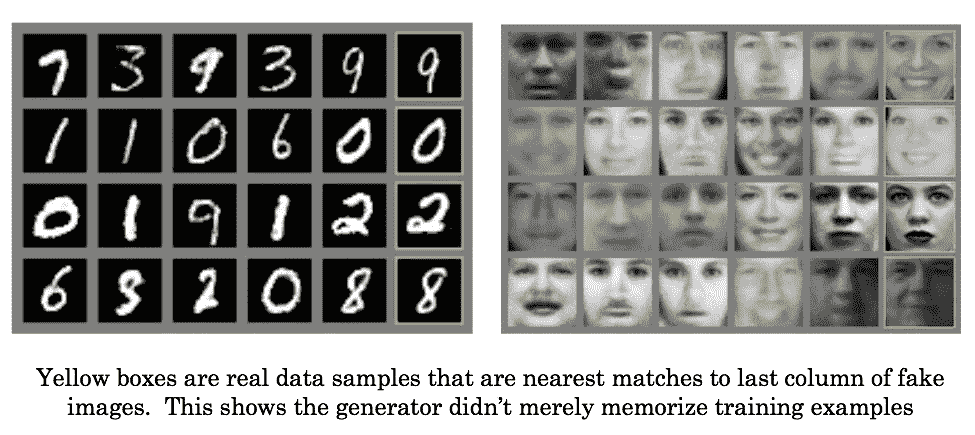 7 3 9 3 9 9
1 1 0 6 0 0
0 1 9 1 2 2
6 9 2 0 8 8
Yellow boxes are real data samples that are nearest matches to last column of fake
images. This shows the generator didn't merely memorize training examples